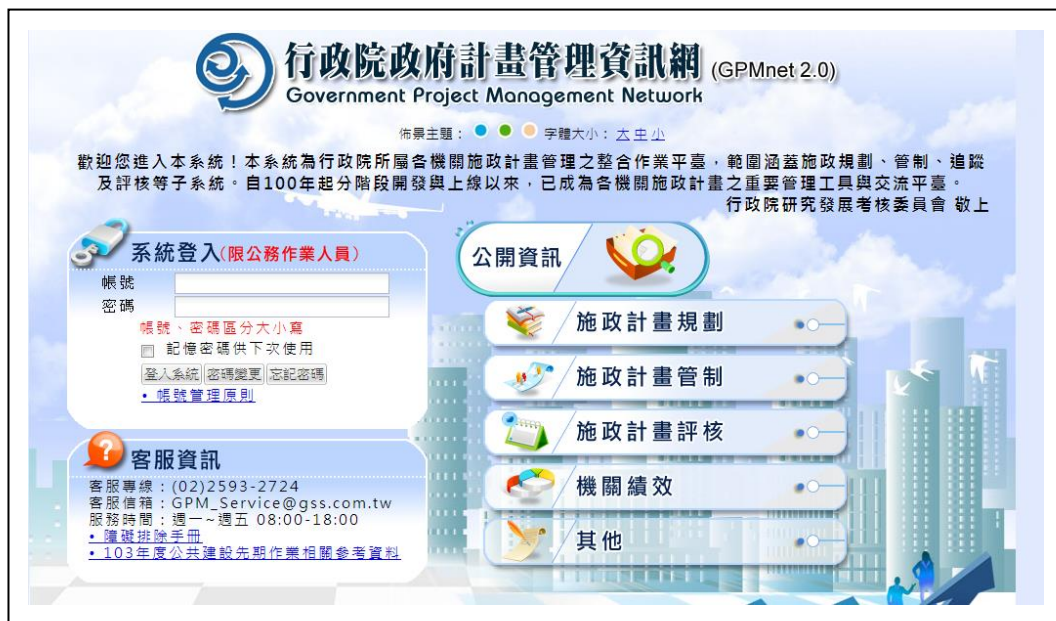 行政院政府計畫管理資訊網 (GPMnet 2.0)
Government Project Management Network
佈景主題： 字體大小： 大 中 小
歡迎您進入本系統！本系統為行政院所屬各機關施政計畫管理之整合作業平臺，範圍涵蓋施政規劃、管制、追蹤
及評核等子系統。自100年起分階段開發與上線以來，已成為各機關施政計畫之重要管理工具與交流平臺。
行政院研究發展考核委員會 敬上
系統登入(限公務作業人員)
帳號
密碼
帳號、密碼區分大小寫
記憶密碼供下次使用
登入系統 密碼變更 忘記密碼
• 帳號管理原則
客服資訊
客服專線：(02)2593-2724
客服信箱：GPM_Service@gss.com.tw
服務時間：週一~週五 08:00-18:00
• 障礙排除手冊
• 103年度公共建設先期作業相關參考資料
公開資訊
施政計畫規劃
施政計畫管制
施政計畫評核
機關績效
其他